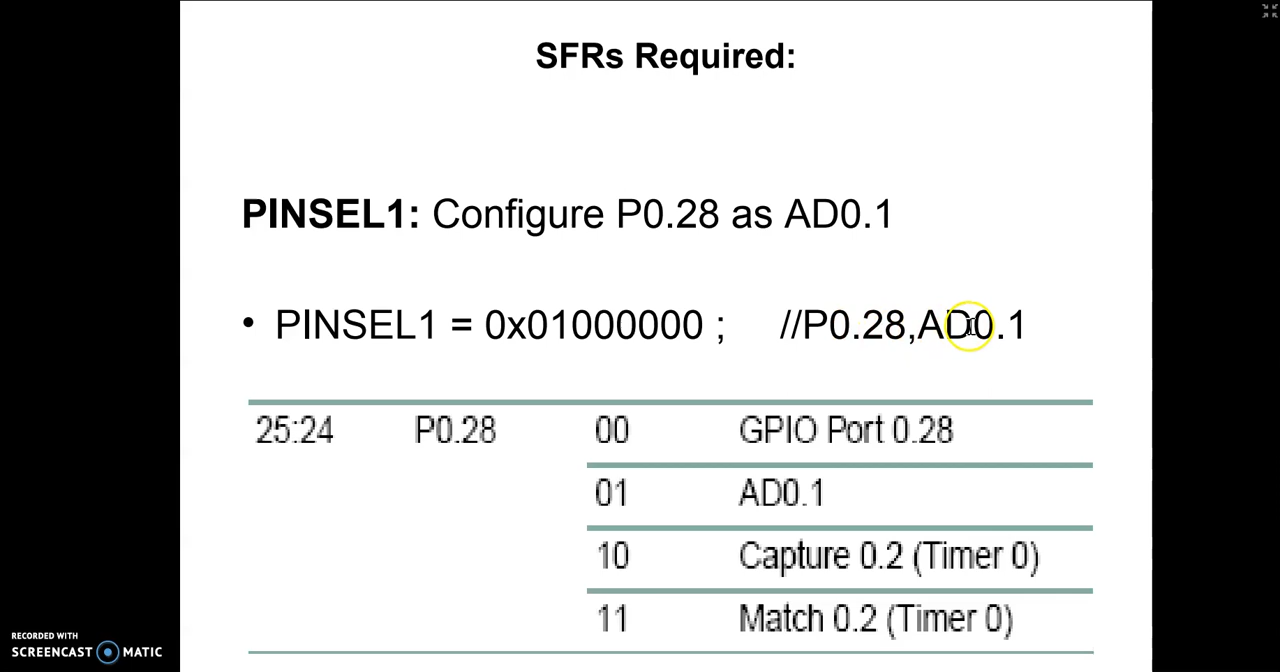 SFRs Required:
PINSEL1: Configure P0.28 as AD0.1
• PINSEL1 = 0x01000000 ; //P0.28,AD0.1
25:24 P0.28 00 GPIO Port 0.28
01 AD0.1
10 Capture 0.2 (Timer 0)
11 Match 0.2 (Timer 0)
RECORDED WITH
SCREENCAST MATIC